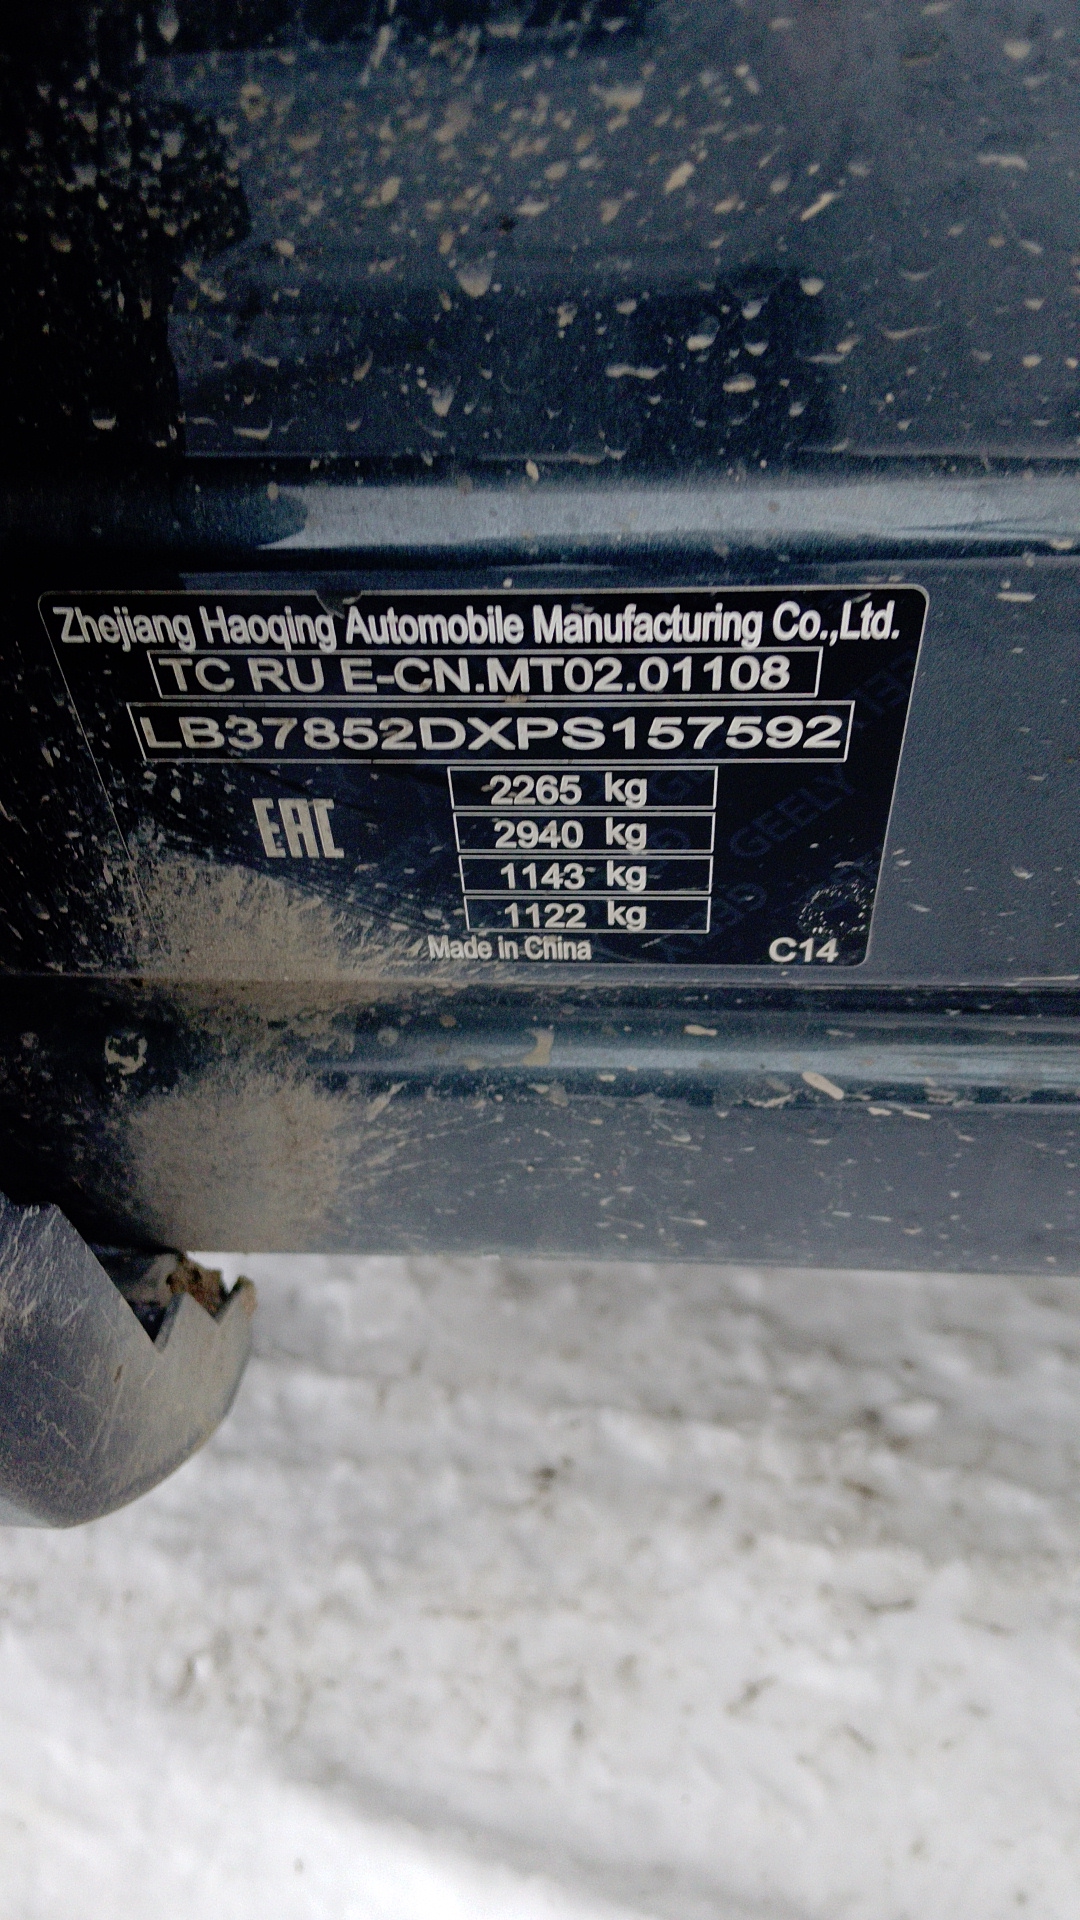 Zhejiang Haoqing Automobile Manufacturing Co.,Ltd.
TC RU E-CN.MT02.01108
LB37852DXPS157592
2265 kg
EAC
2940 kg
1143 kg
1122 kg
Made in China
C14
GEELY